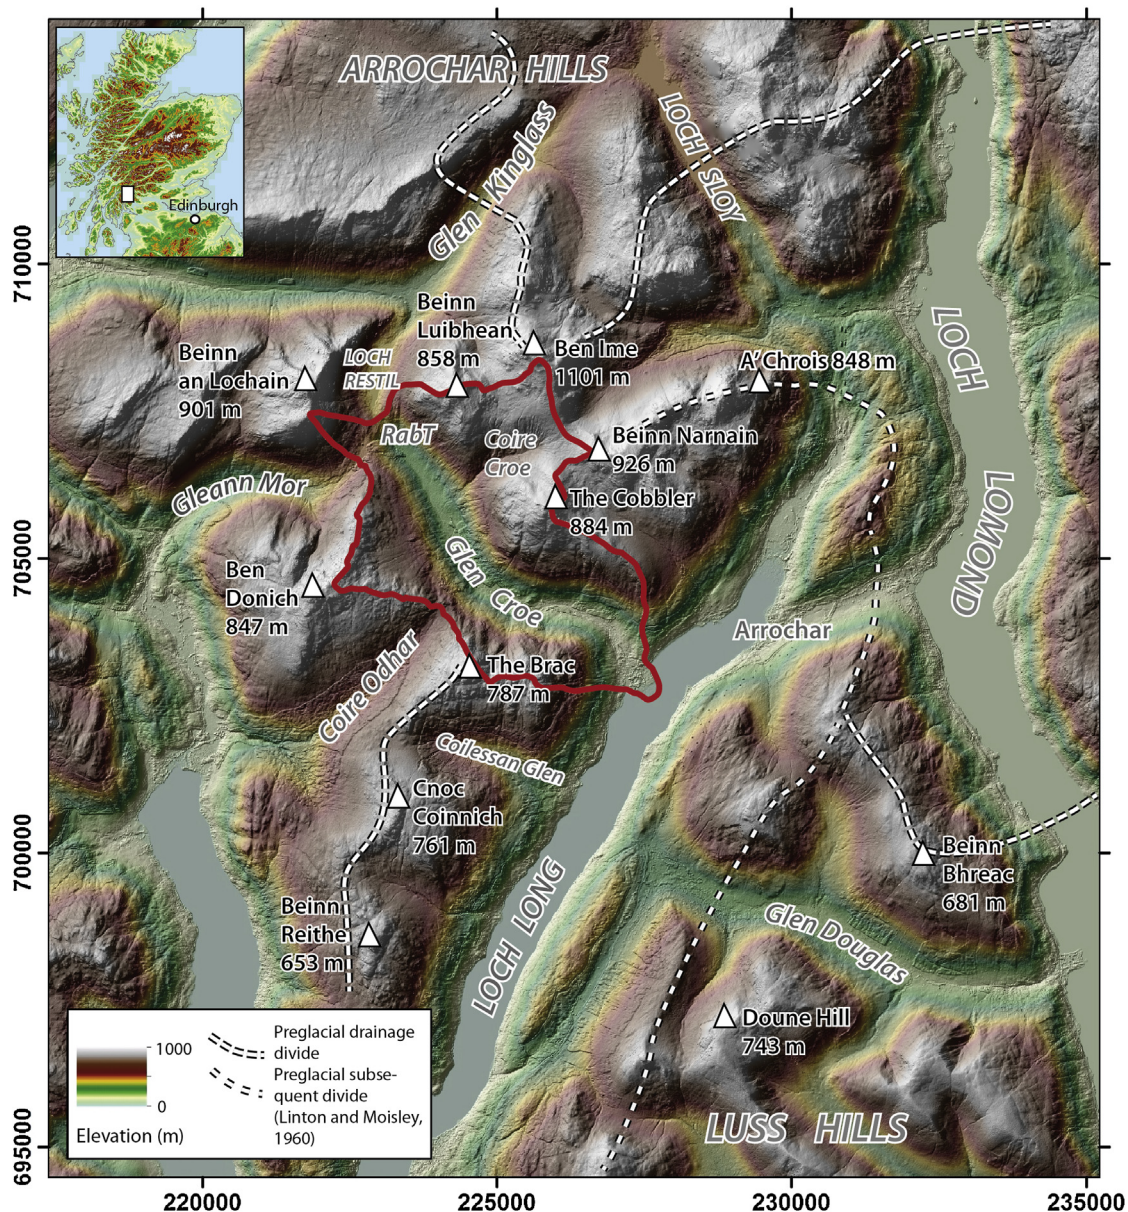 ARROCHAR HILLS
Edinburgh
Glen Kinglass
LOCH SLOY
710000
Beinn
Luibhean
858 m
Ben Ime
1101 m
LOCH
Beinn
an Lochain
901 m
LOCH
RESTIL
A' Chrois 848 m
RabT
Coire
Croe
Beinn Narnain
926 m
Gleann Mor
The Cobbler
884 m
LOMOND
705000
Ben
Donich
847 m
Glen Croe
Arrochar
Coire Odhar
The Brac
787 m
Coilessan Glen
Cnoc
Coinnich
761 m
700000
Beinn
Bhreac
681 m
Beinn
Reithe
653 m
LOCH LONG
Glen Douglas
Doune Hill
743 m
LUSS HILLS
1000
0
Elevation (m)
Preglacial drainage
divide
Preglacial subse-
quent divide
(Linton and Moisley,
1960)
695000
220000
225000
230000
235000